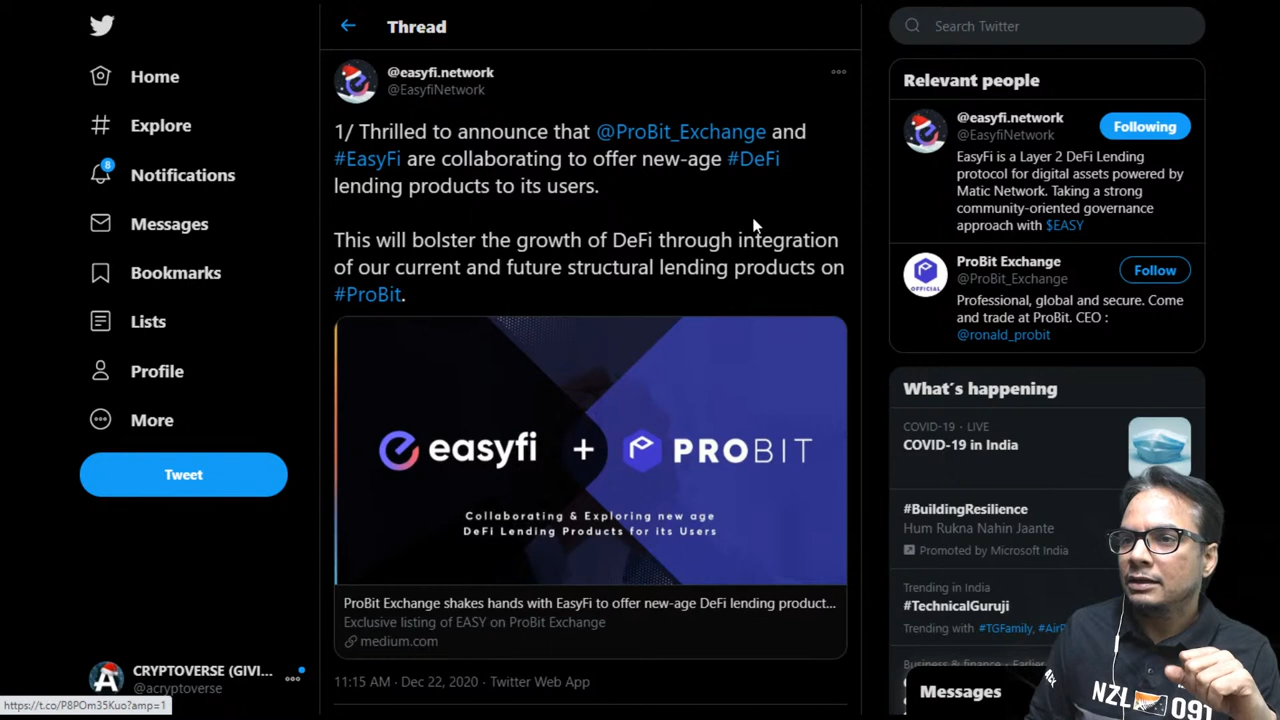 Home
Explore
8
Notifications
Messages
Bookmarks
Lists
Profile
More
Tweet
CRYPTOVERSE (GIVI...
@acryptoverse
https://t.co/P8POm35Kuo?amp=1
Thread
@easyfi.network
@EasyfiNetwork
1/ Thrilled to announce that @ProBit_Exchange and
#EasyFi are collaborating to offer new-age #DeFi
lending products to its users.
This will bolster the growth of DeFi through integration
of our current and future structural lending products on
#ProBit.
easyfi + PROBIT
Collaborating & Exploring new age
DeFi Lending Products for its Users
ProBit Exchange shakes hands with EasyFi to offer new-age DeFi lending product...
Exclusive listing of EASY on ProBit Exchange
medium.com
11:15 AM · Dec 22, 2020 · Twitter Web App
Search Twitter
Relevant people
@easyfi.network
@EasyfiNetwork
Following
EasyFi is a Layer 2 DeFi Lending
protocol for digital assets powered by
Matic Network. Taking a strong
community-oriented governance
approach with $EASY
ProBit Exchange
@ProBit_Exchange
Follow
OFFICIAL
Professional, global and secure. Come
and trade at ProBit. CEO :
@ronald_probit
What's happening
COVID-19 · LIVE
COVID-19 in India
#BuildingResilience
Hum Rukna Nahin Jaante
Promoted by Microsoft India
Trending in India
#TechnicalGuruji
Trending with #TGFamily,
Business & finance · Earlier
Messages
NZL
091